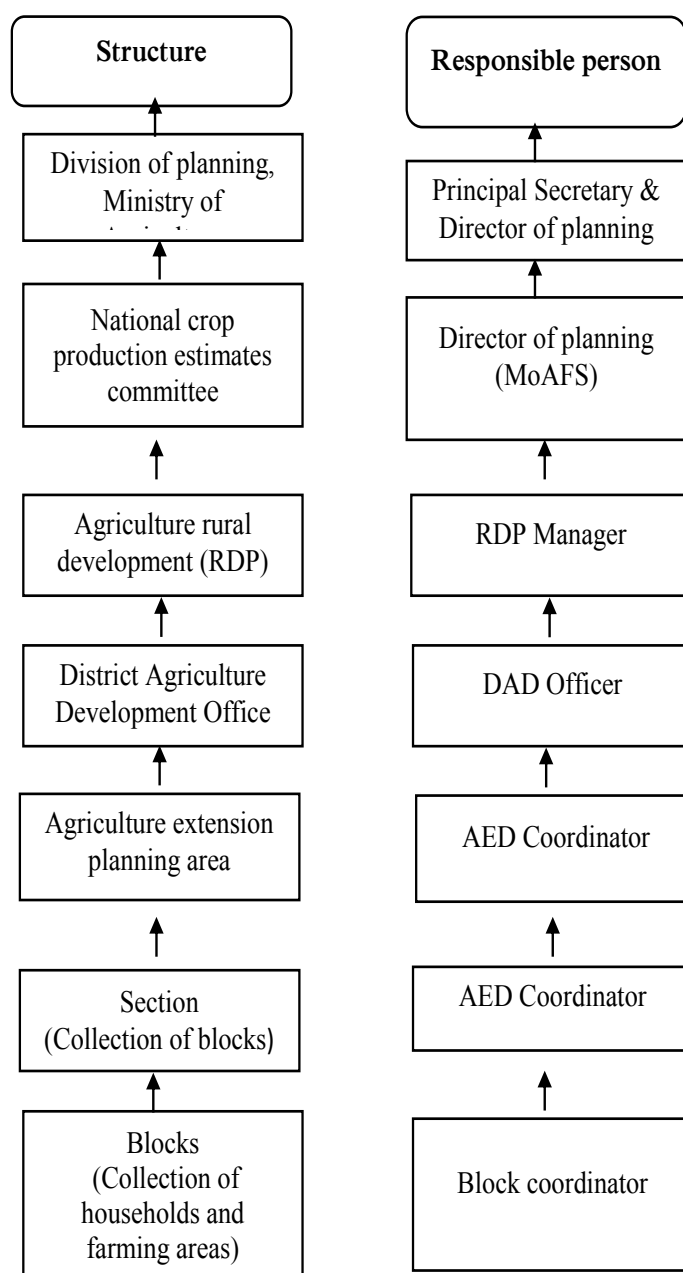 Structure
Division of planning,
Ministry of
National crop
production estimates
committee
Agriculture rural
development (RDP)
District Agriculture
Development Office
Agriculture extension
planning area
Section
(Collection of blocks)
Blocks
(Collection of
households and
farming areas)
Responsible person
Principal Secretary &
Director of planning
Director of planning
(MoAFS)
RDP Manager
DAD Officer
AED Coordinator
AED Coordinator
Block coordinator